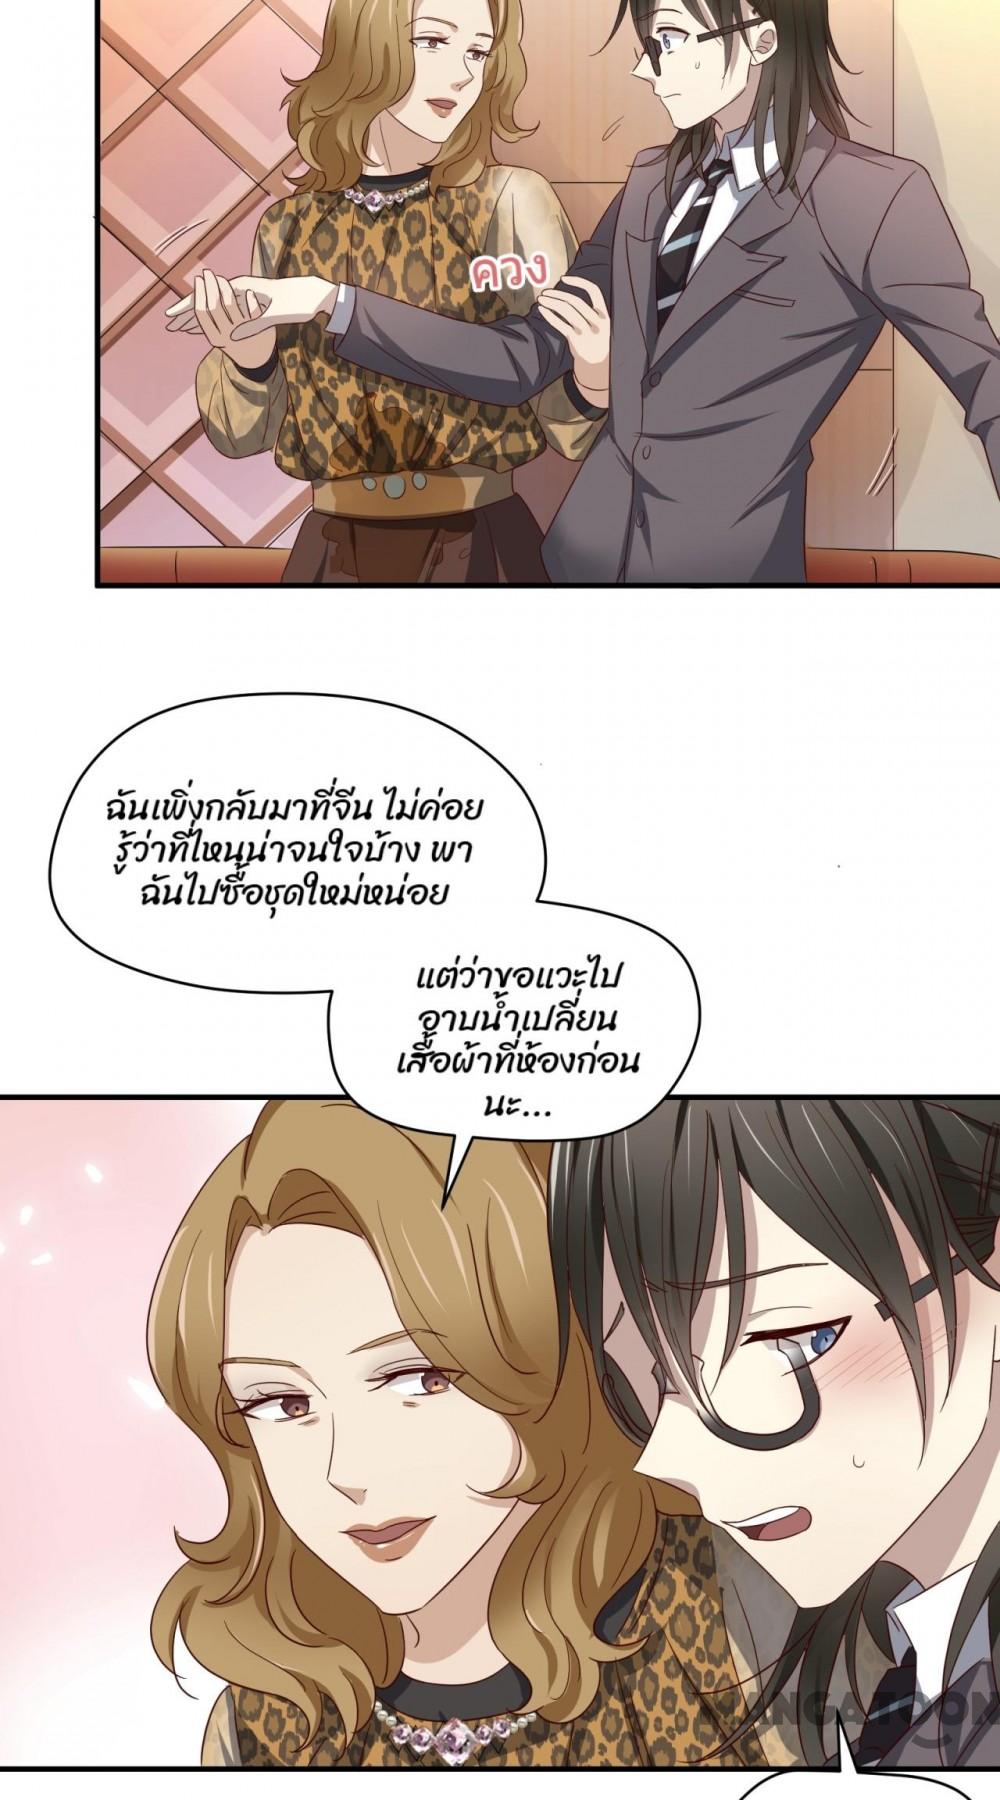 ควง
ฉันเพิ่งกลับมาที่จีน ไม่ค่อย
รู้ว่าที่ไหนน่าจนใจบ้าง พา
ฉันไปซื้อชุดใหม่หน่อย
แต่ว่าขอแวะไป
อาบน้ำเปลี่ยน
เสื้อผ้าที่ห้องก่อน
นะ...
MANGATOON